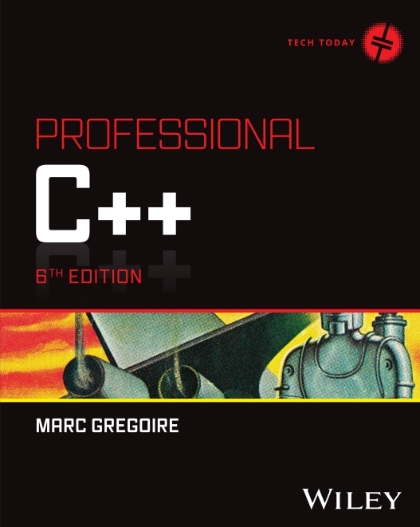 TECH TODAY
PROFESSIONAL
C++
6TH EDITION
MARC GREGOIRE
WILEY